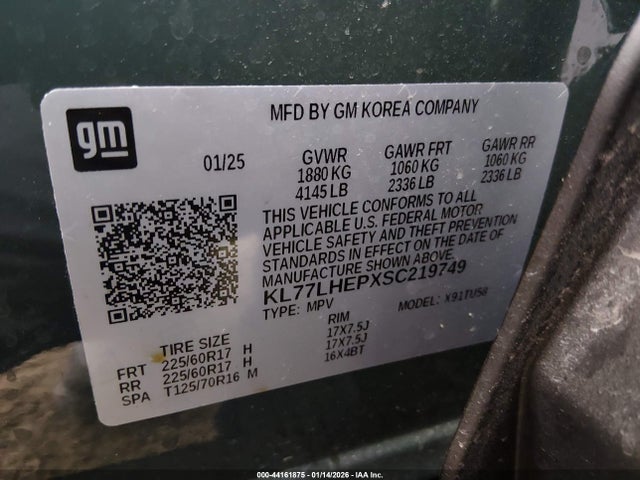 MFD BY GM KOREA COMPANY
gm
01/25
GVWR GAWR FRT GAWR RR
1880 KG 1060 KG 1060 KG
4145 LB 2336 LB 2336 LB
THIS VEHICLE CONFORMS TO ALL
APPLICABLE U.S. FEDERAL MOTOR
VEHICLE SAFETY AND THEFT PREVENTION
STANDARDS IN EFFECT ON THE DATE OF
MANUFACTURE SHOWN ABOVE.
KL77LHEPXSC219749
TYPE: MPV MODEL: X91TU58
TIRE SIZE RIM
FRT 225/60R17 H 17X7.5J
RR 225/60R17 H 17X7.5J
SPA T125/70R16 M 16X4BT
000-44161875 - 01/14/2026 - IAA Inc.